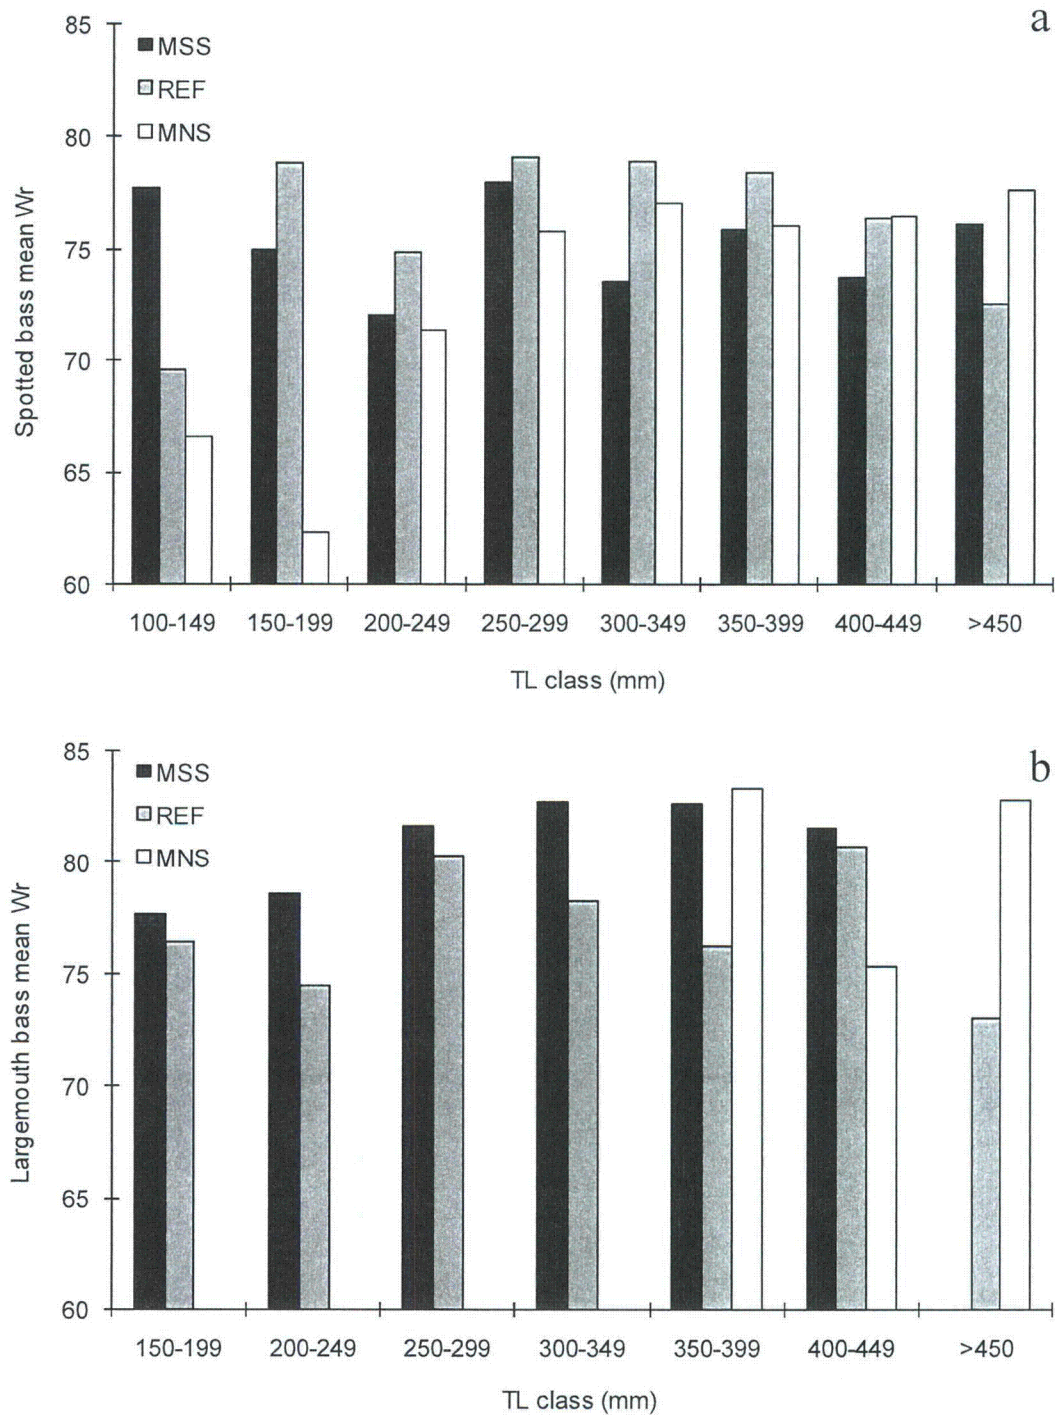 a
85
MSS
REF
MNS
80
75
70
65
60
Spotted bass mean Wr
100-149 150-199 200-249 250-299 300-349 350-399 400-449 >450
TL class (mm)
b
85
MSS
REF
MNS
80
75
70
65
60
Largemouth bass mean Wr
150-199 200-249 250-299 300-349 350-399 400-449 >450
TL class (mm)